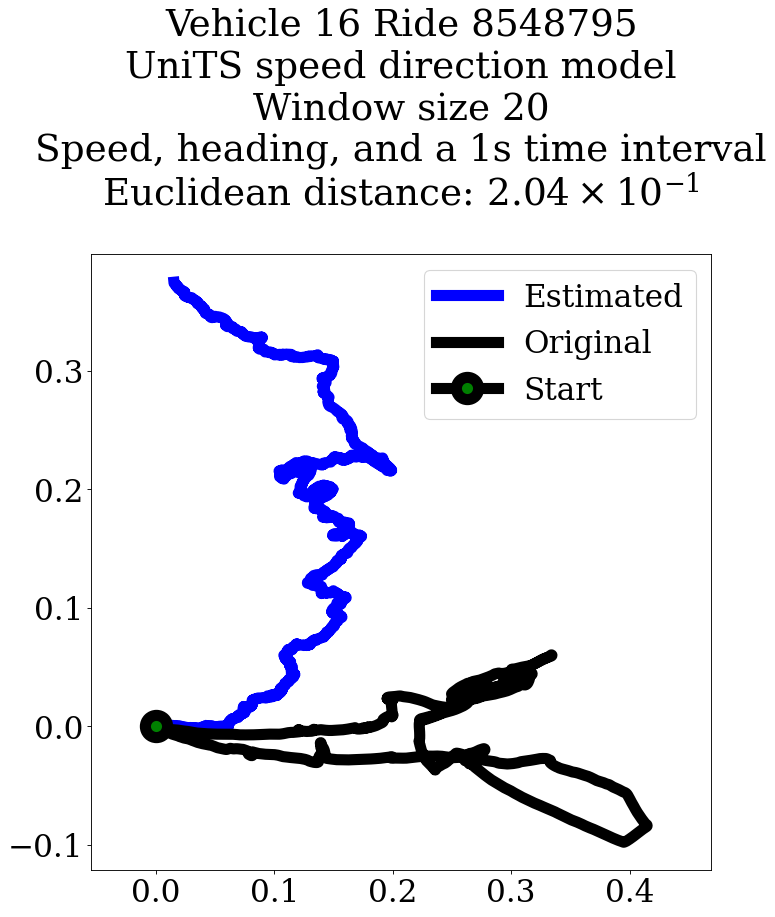 Vehicle 16 Ride 8548795
UniTS speed direction model
Window size 20
Speed, heading, and a 1s time interval
Euclidean distance: 2.04 × 10⁻¹
Estimated
Original
Start
0.3
0.2
0.1
0.0
−0.1
0.0 0.1 0.2 0.3 0.4